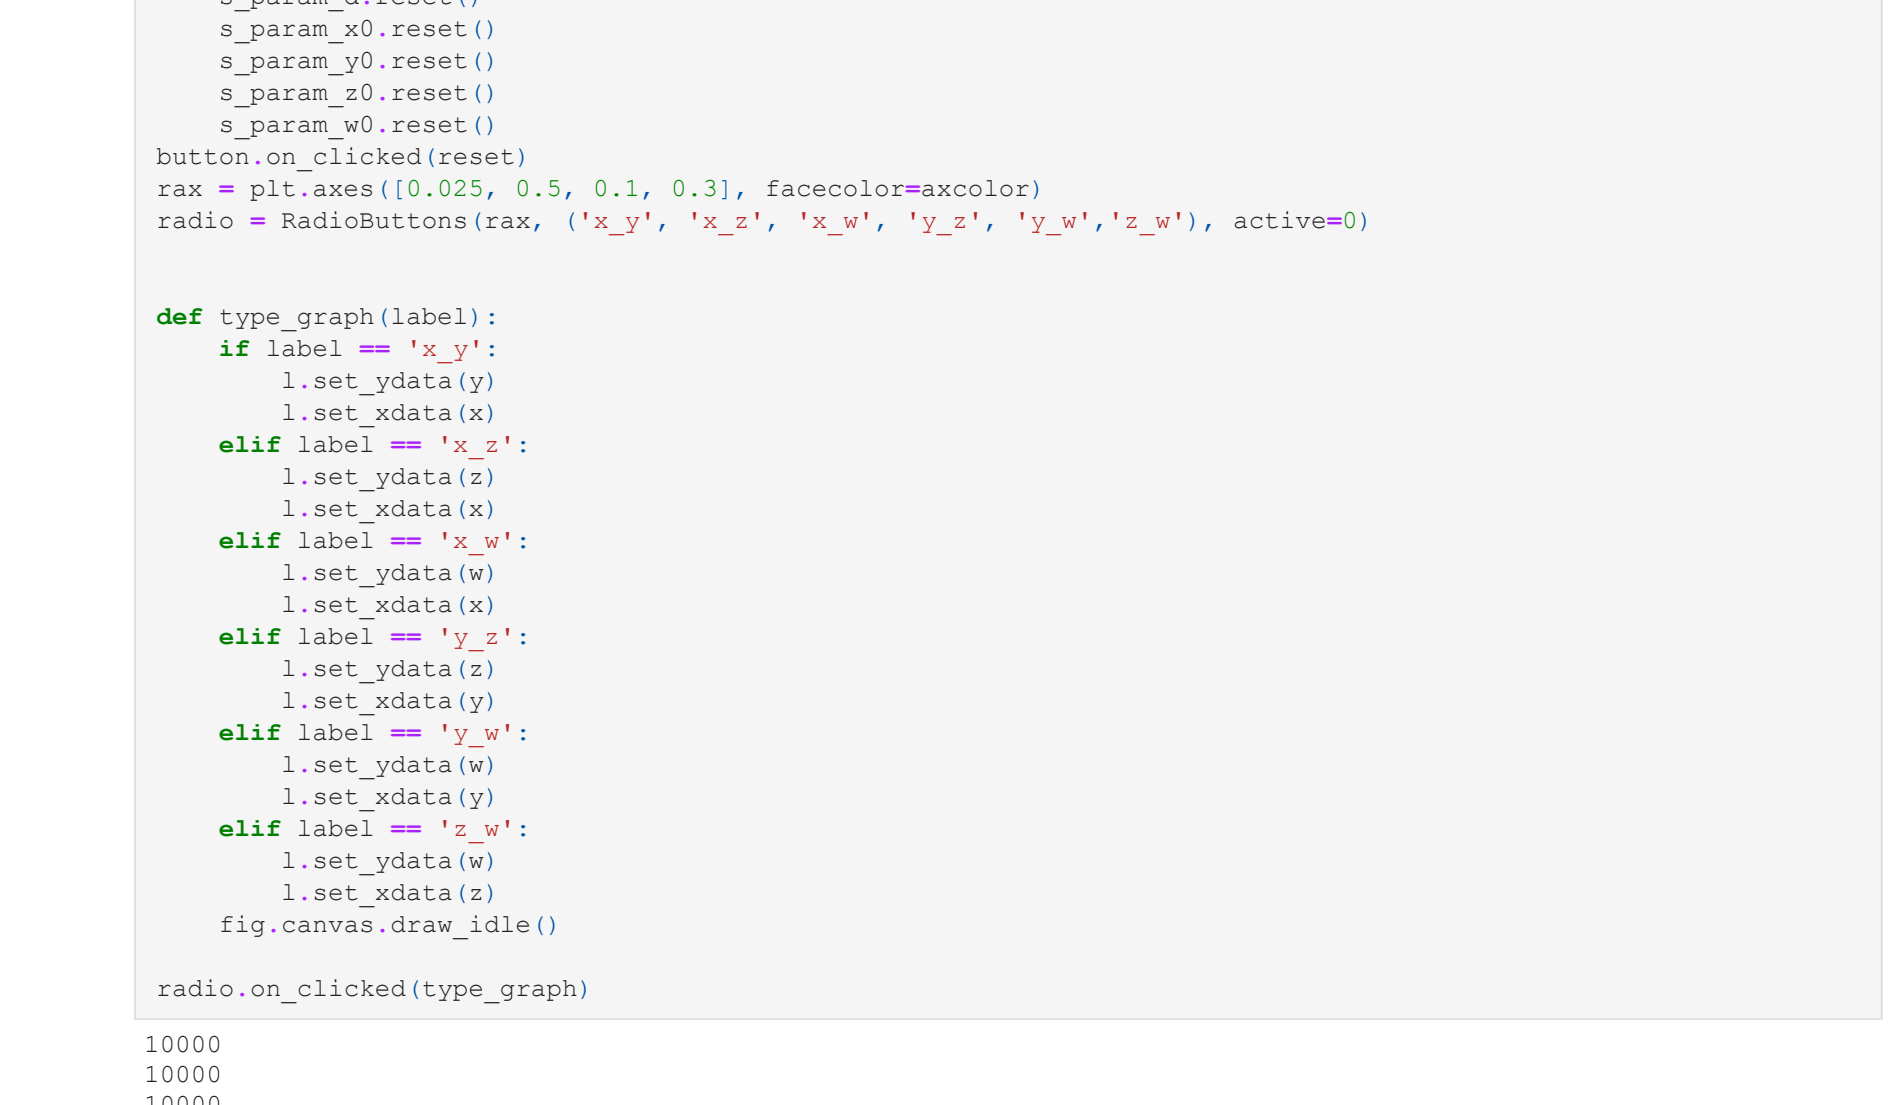 s_param_d.reset()
    s_param_x0.reset()
    s_param_y0.reset()
    s_param_z0.reset()
    s_param_w0.reset()
button.on_clicked(reset)
rax = plt.axes([0.025, 0.5, 0.1, 0.3], facecolor=axcolor)
radio = RadioButtons(rax, ('x_y', 'x_z', 'x_w', 'y_z', 'y_w','z_w'), active=0)
def type_graph(label):
    if label == 'x_y':
        l.set_ydata(y)
        l.set_xdata(x)
    elif label == 'x_z':
        l.set_ydata(z)
        l.set_xdata(x)
    elif label == 'x_w':
        l.set_ydata(w)
        l.set_xdata(x)
    elif label == 'y_z':
        l.set_ydata(z)
        l.set_xdata(y)
    elif label == 'y_w':
        l.set_ydata(w)
        l.set_xdata(y)
    elif label == 'z_w':
        l.set_ydata(w)
        l.set_xdata(z)
    fig.canvas.draw_idle()
radio.on_clicked(type_graph)
10000
10000
10000